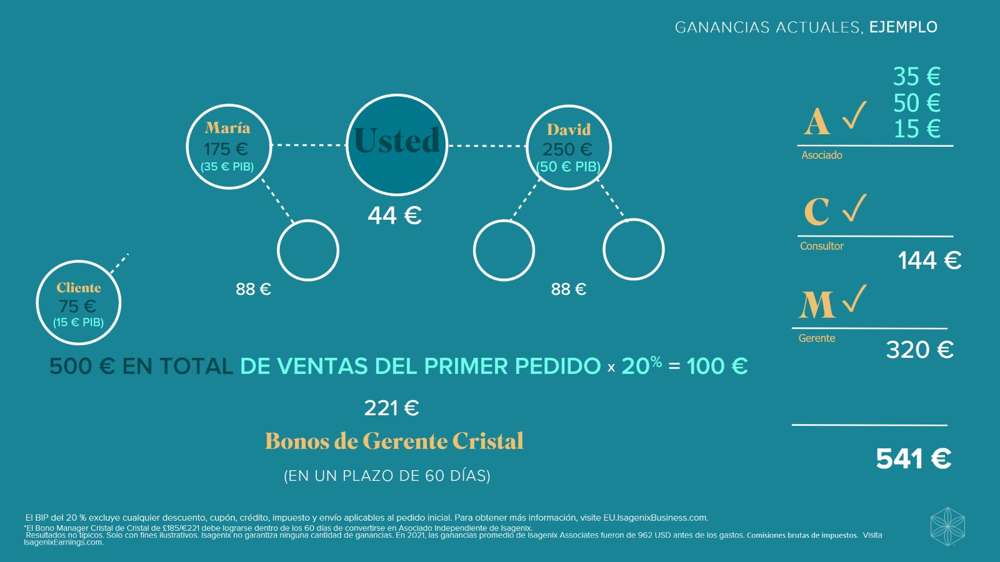 GANANCIAS ACTUALES, EJEMPLO
María
175 €
(35 € PIB)
Usted
44 €
David
250 €
(50 € PIB)
88 €
88 €
Cliente
75 €
(15 € PIB)
35 €
50 €
15 €
A ✓
Asociado
C ✓
Consultor
144 €
M ✓
Gerente
320 €
541 €
500 € EN TOTAL DE VENTAS DEL PRIMER PEDIDO x 20% = 100 €
221 €
Bonos de Gerente Cristal
(EN UN PLAZO DE 60 DÍAS)
El BIP del 20 % excluye cualquier descuento, cupón, crédito, impuesto y envío aplicables al pedido inicial. Para obtener más información, visite EU.IsagenixBusiness.com.
*El Bono Manager Cristal de Cristal de £185/€221 debe lograrse dentro de los 60 días de convertirse en Asociado Independiente de Isagenix.
Resultados no típicos. Solo con fines ilustrativos. Isagenix no garantiza ninguna cantidad de ganancias. En 2021, las ganancias promedio de Isagenix Associates fueron de 962 USD antes de los gastos. Comisiones brutas de impuestos. Visita
IsagenixEarnings.com.